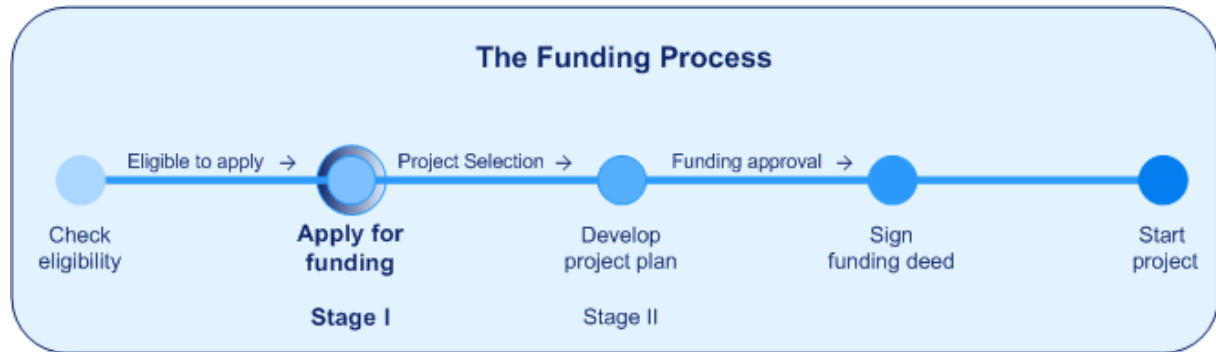 The Funding Process
Eligible to apply →
Project Selection →
Funding approval →
Check
eligibility
Apply for
funding
Develop
project plan
Sign
funding deed
Start
project
Stage I
Stage II